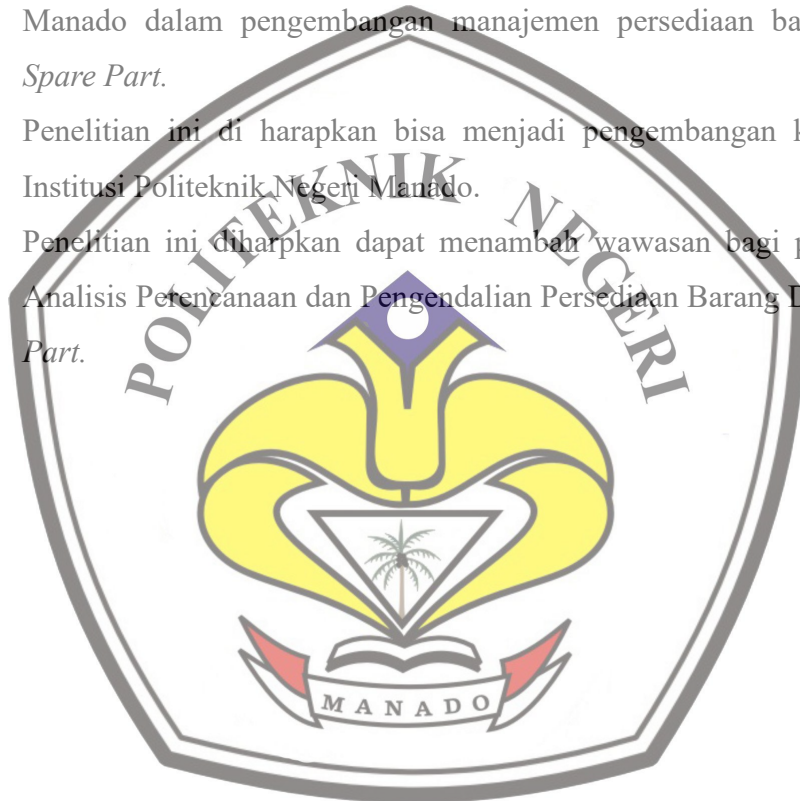 Manado dalam pengembangan manajemen persediaan ba
Spare Part.
Penelitian ini di harapkan bisa menjadi pengembangan k
Institusi Politeknik Negeri Manado.
Penelitian ini diharpkan dapat menambah wawasan bagi p
Analisis Perencanaan dan Pengendalian Persediaan Barang D
Part.
POLITEKNIK NEGERI
MANADO